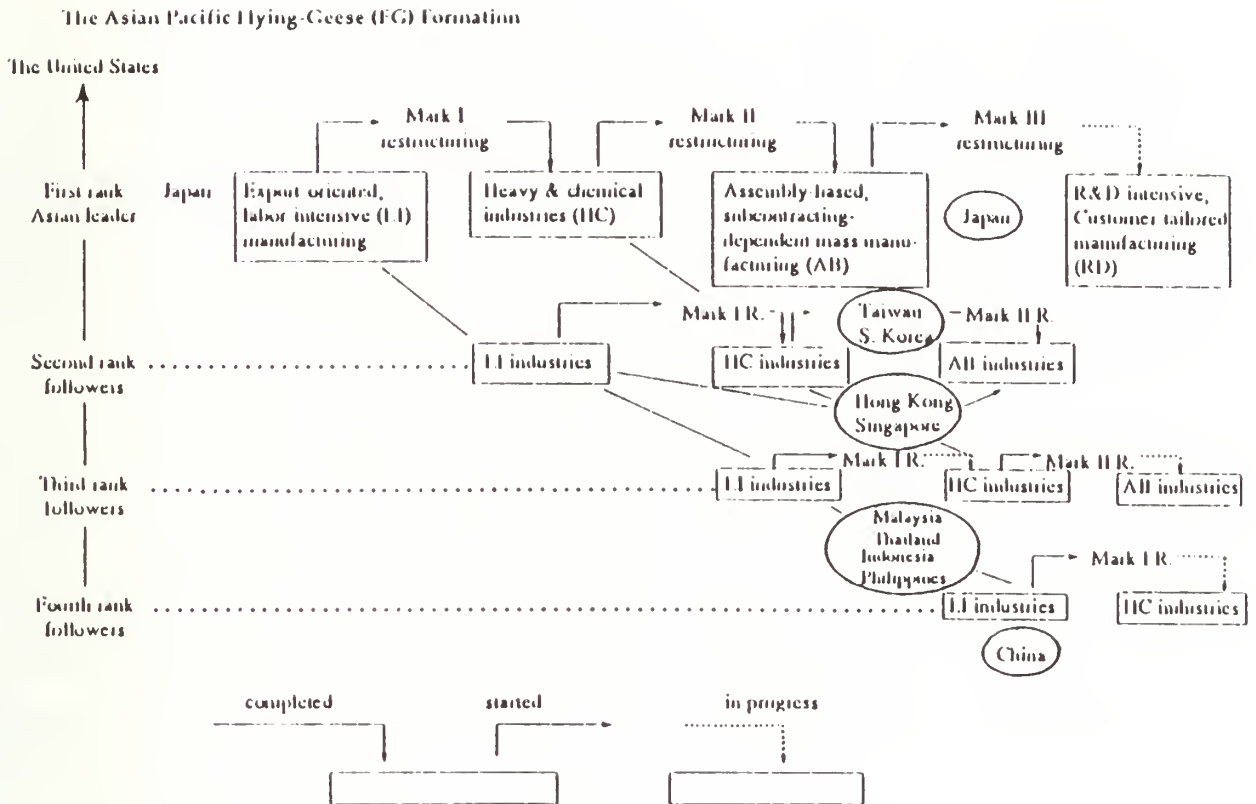 The Asian Pacific Flying-Geese (FG) Formation
The United States
Mark I
restructuring
Mark II
restructuring
Mark III
restructuring
First rank
Asian leader
Japan
Export oriented,
labor intensive (LI)
manufacturing
Heavy & chemical
industries (HC)
Assembly-based,
subcontracting-
dependent mass manu-
facturing (AB)
Japan
R&D intensive,
Customer tailored
manufacturing
(RD)
Mark I R.
Taiwan
S. Korea
Mark II R.
Second rank
followers
LI industries
HC industries
AB industries
Hong Kong
Singapore
Mark I R.
Mark II R.
Third rank
followers
LI industries
HC industries
AB industries
Malaysia
Thailand
Indonesia
Philippines
Mark I R.
Fourth rank
followers
LI industries
HC industries
China
completed
started
in progress